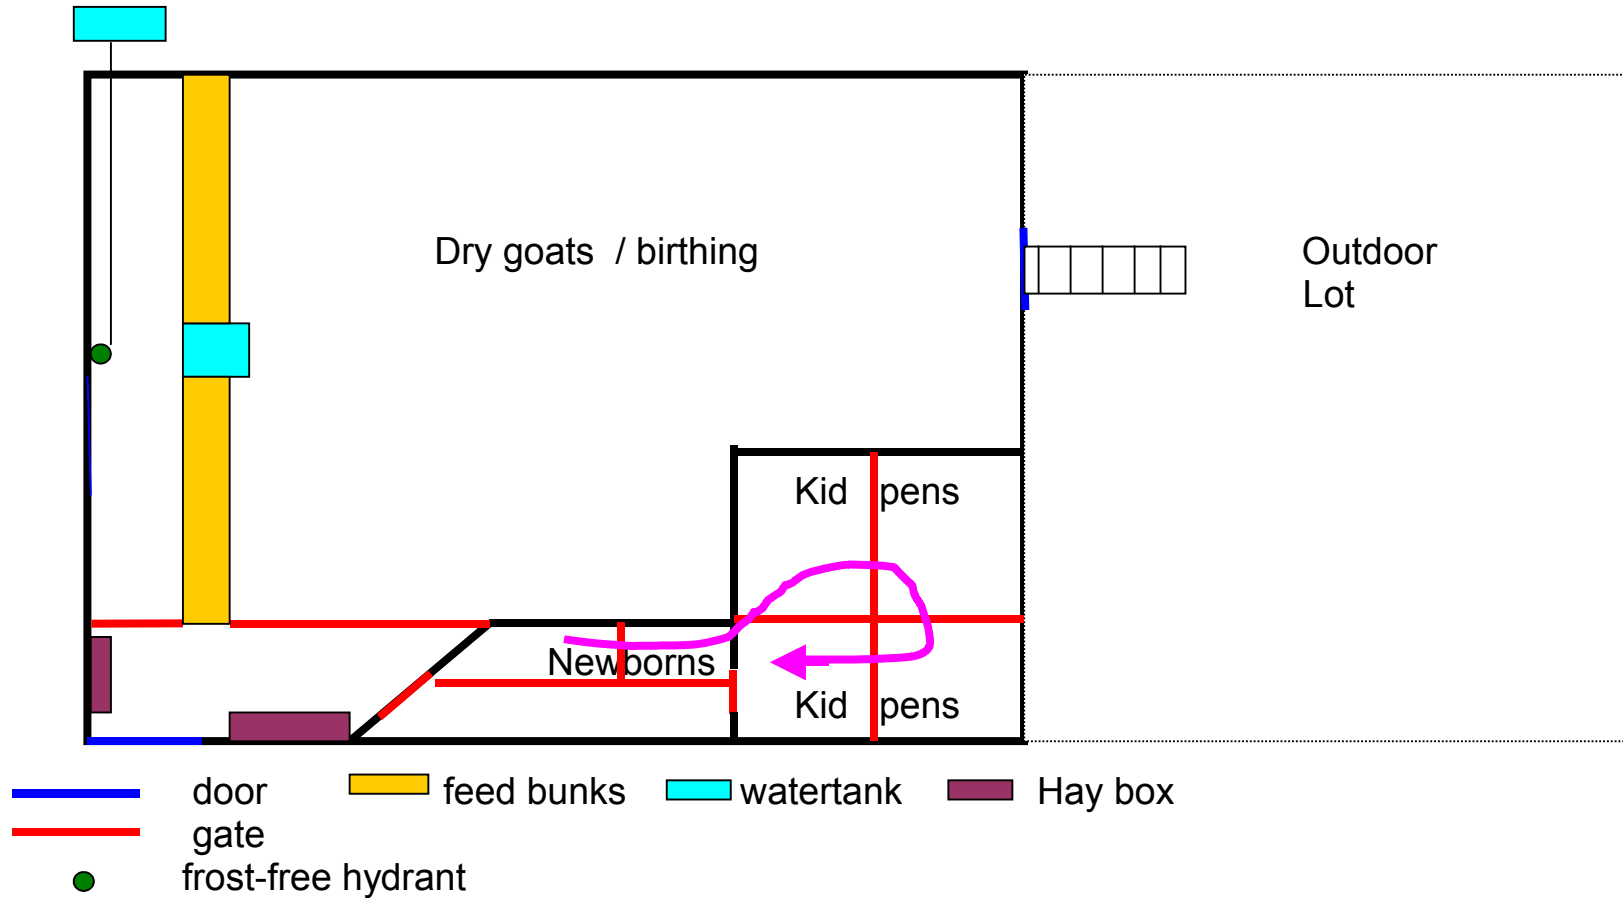 Dry goats / birthing
Outdoor
Lot
Kid pens
Newborns
Kid pens
door
feed bunks
watertank
Hay box
gate
frost-free hydrant